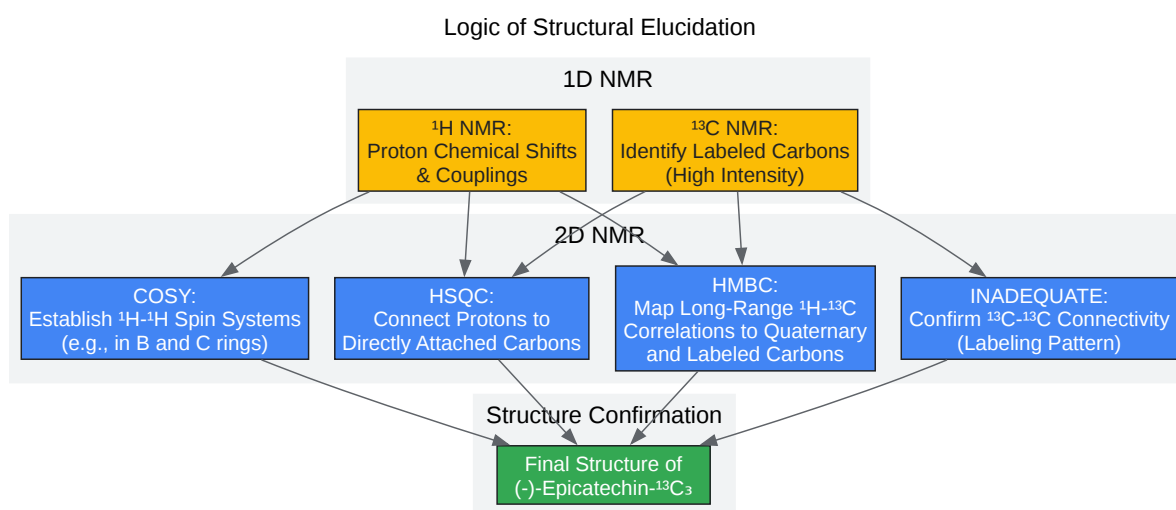 Logic of Structural Elucidation
1D NMR
¹H NMR:
Proton Chemical Shifts
& Couplings
¹³C NMR:
Identify Labeled Carbons
(High Intensity)
2D NMR
COSY:
Establish ¹H-¹H Spin Systems
(e.g., in B and C rings)
HSQC:
Connect Protons to
Directly Attached Carbons
HMBC:
Map Long-Range ¹H-¹³C
Correlations to Quaternary
and Labeled Carbons
INADEQUATE:
Confirm ¹³C-¹³C Connectivity
(Labeling Pattern)
Structure Confirmation
Final Structure of
(-)-Epicatechin-¹³C₃